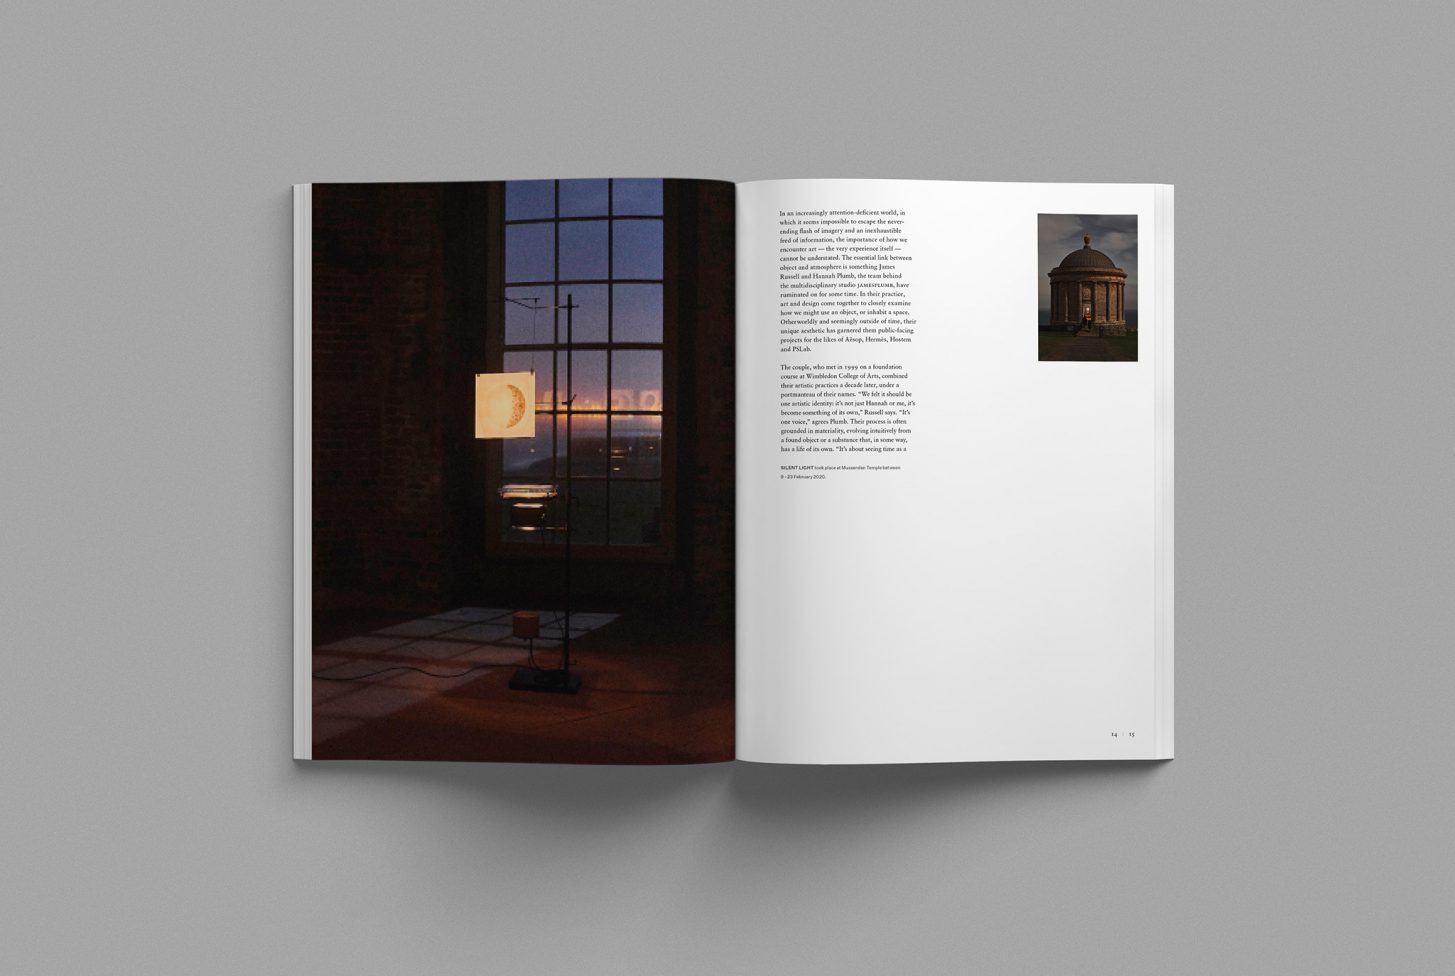 In an increasingly attention-deficient world, in
which it seems impossible to escape the never-
ending flash of imagery and an inexhaustible
feed of information, the importance of how we
encounter art — the very experience itself —
cannot be understated. The essential link between
object and atmosphere is something James
Russell and Hannah Plumb, the team behind
the multidisciplinary studio JAMESPLUMB, have
ruminated on for some time. In their practice,
art and design come together to closely examine
how we might use an object, or inhabit a space.
Otherworldly and seemingly outside of time, their
unique aesthetic has garnered them public-facing
projects for the likes of Aēsop, Hermès, Hostem
and PSLab.
The couple, who met in 1999 on a foundation
course at Wimbledon College of Arts, combined
their artistic practices a decade later, under a
portmanteau of their names. “We felt it should be
one artistic identity: it’s not just Hannah or me, it’s
become something of its own,” Russell says. “It’s
one voice,” agrees Plumb. Their process is often
grounded in materiality, evolving intuitively from
a found object or a substance that, in some way,
has a life of its own. “It’s about seeing time as a
SILENT LIGHT took place at Mussenden Temple between
9 - 23 February 2020.
14 | 15